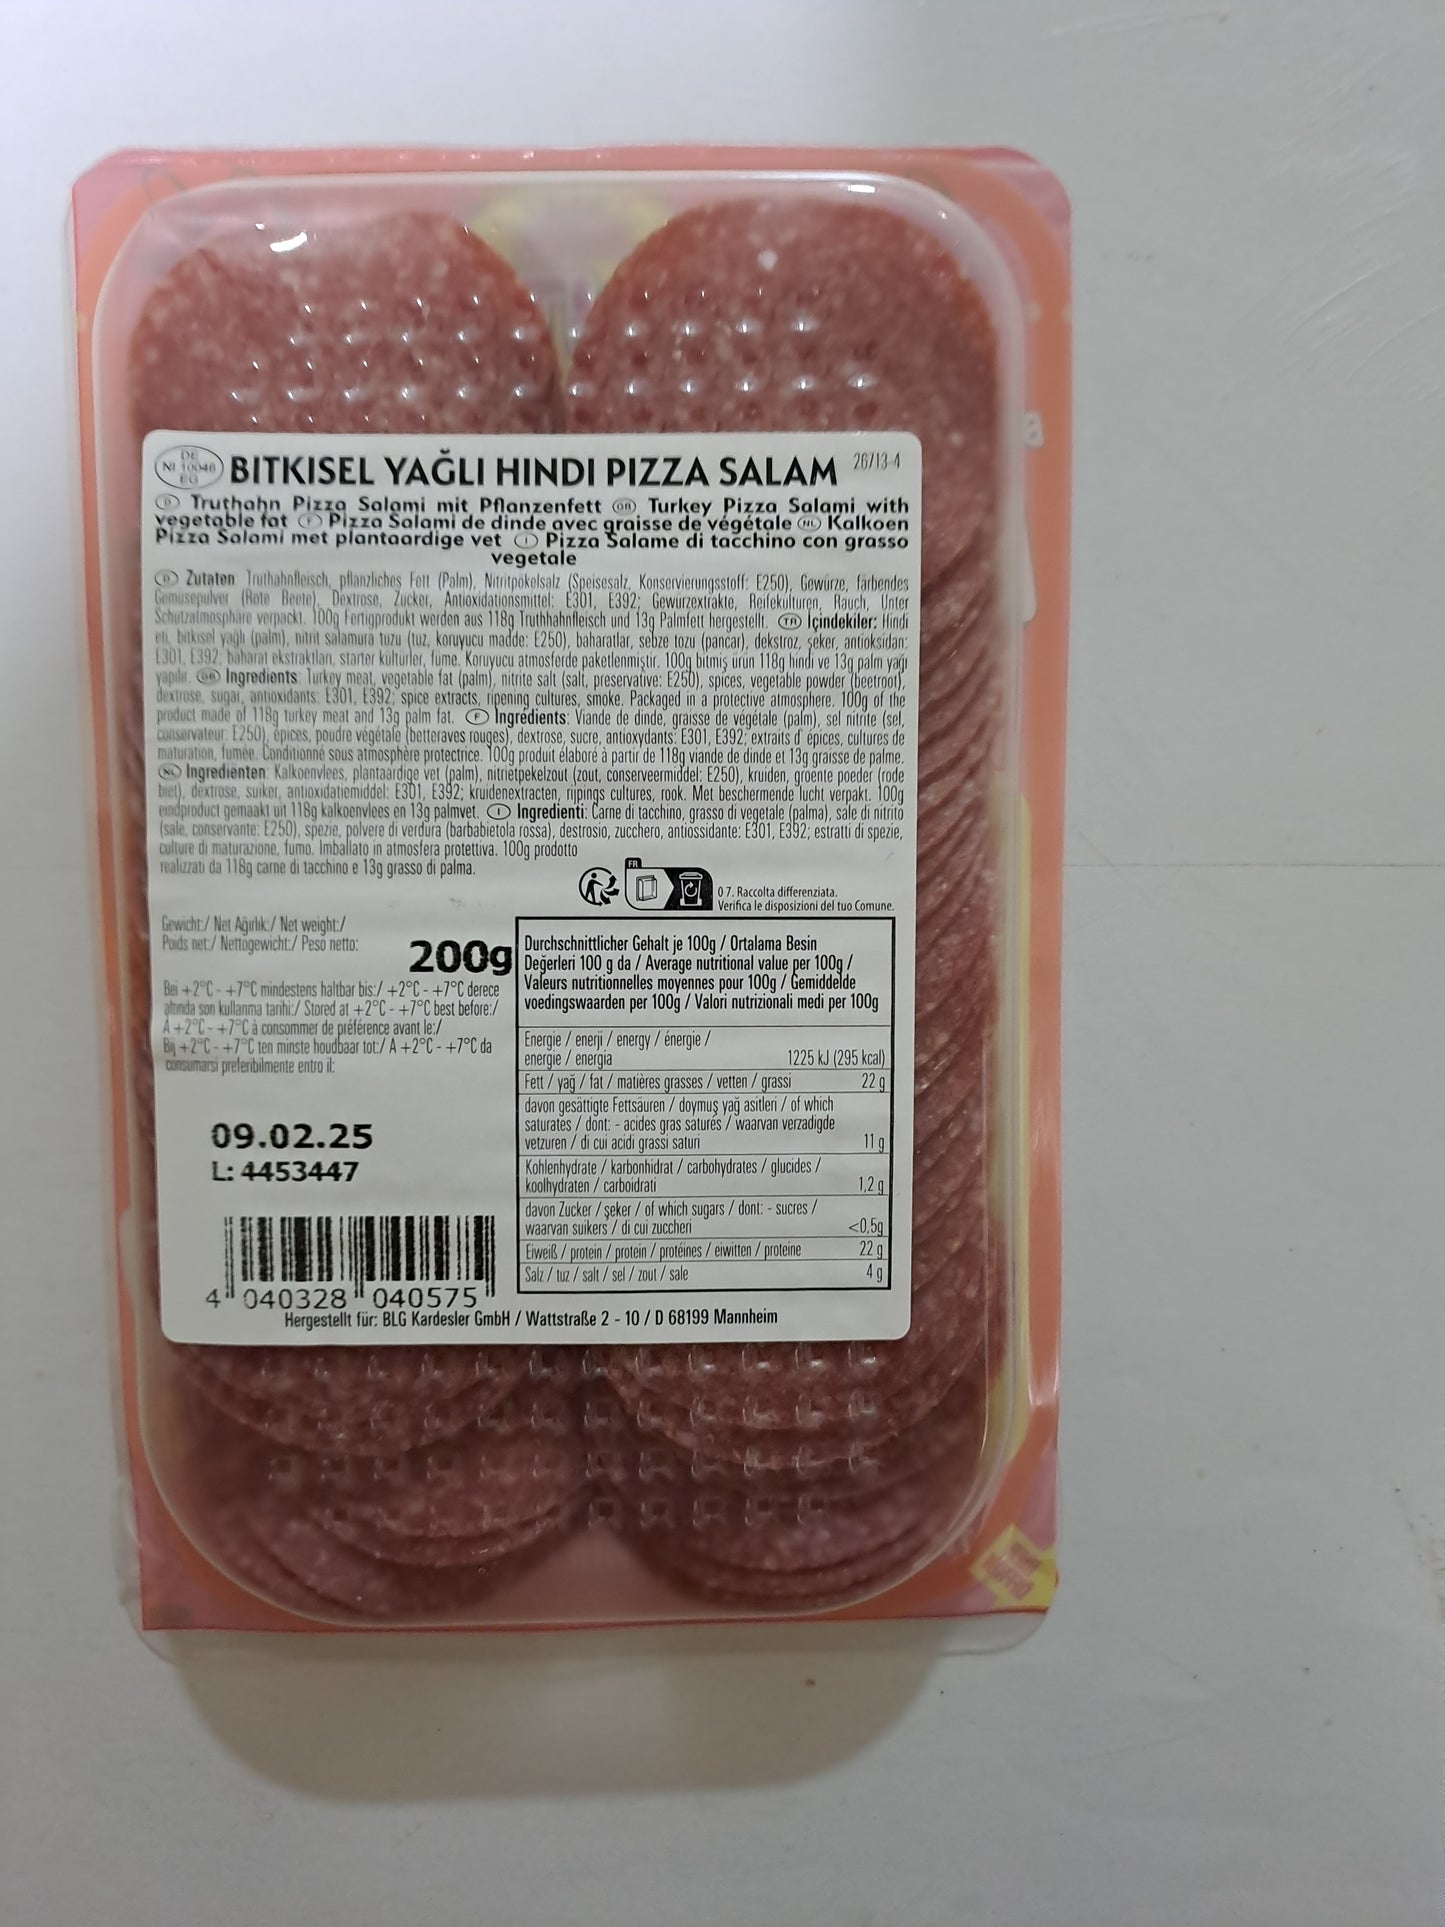 DE
NI 10046
EG
BITKISEL YAĞLI HINDI PIZZA SALAM
26713-4
D Truthahn Pizza Salami mit Pflanzenfett GB Turkey Pizza Salami with
vegetable fat F Pizza Salami de dinde avec graisse de végétale NL Kalkoen
Pizza Salami met plantaardige vet I Pizza Salame di tacchino con grasso
vegetale
D Zutaten: Truthahnfleisch, pflanzliches Fett (Palm), Nitritpökelsalz (Speisesalz, Konservierungsstoff: E250), Gewürze, färbendes
Gemüsepulver (Rote Beete), Dextrose, Zucker, Antioxidationsmittel: E301, E392; Gewürzextrakte, Reifekulturen, Rauch, Unter
Schutzatmosphäre verpackt. 100g Fertigprodukt werden aus 118g Truthhahnfleisch und 13g Palmfett hergestellt. TR İçindekiler: Hindi
eti, bitkisel yağlı (palm), nitrit salamura tuzu (tuz, koruyucu madde: E250), baharatlar, sebze tozu (pancar), dekstroz, şeker, antioksidan:
E301, E392; baharat ekstraktları, starter kültürler, füme. Koruyucu atmosferde paketlenmiştir. 100g bitmiş ürün 118g hindi ve 13g palm yağı
yapılır. GB Ingredients: Turkey meat, vegetable fat (palm), nitrite salt (salt, preservative: E250), spices, vegetable powder (beetroot),
dextrose, sugar, antioxidants: E301, E392; spice extracts, ripening cultures, smoke. Packaged in a protective atmosphere. 100g of the
product made of 118g turkey meat and 13g palm fat. F Ingrédients: Viande de dinde, graisse de végétale (palm), sel nitrite (sel,
conservateur: E250), épices, poudre végétale (betteraves rouges), dextrose, sucre, antioxydants: E301, E392; extraits d' épices, cultures de
maturation, fumée. Conditionné sous atmosphère protectrice. 100g produit élaboré à partir de 118g viande de dinde et 13g graisse de palme.
NL Ingrediënten: Kalkoenvlees, plantaardige vet (palm), nitrietpekelzout (zout, conserveermiddel: E250), kruiden, groente poeder (rode
biet), dextrose, suiker, antioxidatiemiddel: E301, E392; kruidenextracten, rijpings cultures, rook. Met beschermende lucht verpakt. 100g
eindproduct gemaakt uit 118g kalkoenvlees en 13g palmvet. I Ingredienti: Carne di tacchino, grasso di vegetale (palma), sale di nitrito
(sale, conservante: E250), spezie, polvere di verdura (barbabietola rossa), destrosio, zucchero, antiossidante: E301, E392; estratti di spezie,
culture di maturazione, fumo. Imballato in atmosfera protettiva. 100g prodotto
realizzati da 118g carne di tacchino e 13g grasso di palma.
FR
07. Raccolta differenziata.
Verifica le disposizioni del tuo Comune.
Gewicht:/ Net Ağırlık:/ Net weight:/
Poids net:/ Nettogewicht:/ Peso netto:
200g
Bei +2°C - +7°C mindestens haltbar bis:/ +2°C - +7°C derece
altında son kullanma tarihi:/ Stored at +2°C - +7°C best before:/
A +2°C - +7°C à consommer de préférence avant le:/
Bij +2°C - +7°C ten minste houdbaar tot:/ A +2°C - +7°C da
consumarsi preferibilmente entro il:
09.02.25
L: 4453447
4 040328 040575
Durchschnittlicher Gehalt je 100g / Ortalama Besin
Değerleri 100 g da / Average nutritional value per 100g /
Valeurs nutritionnelles moyennes pour 100g / Gemiddelde
voedingswaarden per 100g / Valori nutrizionali medi per 100g
Energie / enerji / energy / énergie /
energie / energia 1225 kJ (295 kcal)
Fett / yağ / fat / matières grasses / vetten / grassi 22 g
davon gesättigte Fettsäuren / doymuş yağ asitleri / of which
saturates / dont: - acides gras saturés / waarvan verzadigde
vetzuren / di cui acidi grassi saturi 11 g
Kohlenhydrate / karbonhidrat / carbohydrates / glucides /
koolhydraten / carboidrati 1,2 g
davon Zucker / şeker / of which sugars / dont: - sucres /
waarvan suikers / di cui zuccheri <0,5g
Eiweiß / protein / protein / protéines / eiwitten / proteine 22 g
Salz / tuz / salt / sel / zout / sale 4 g
Hergestellt für: BLG Kardesler GmbH / Wattstraße 2 - 10 / D 68199 Mannheim